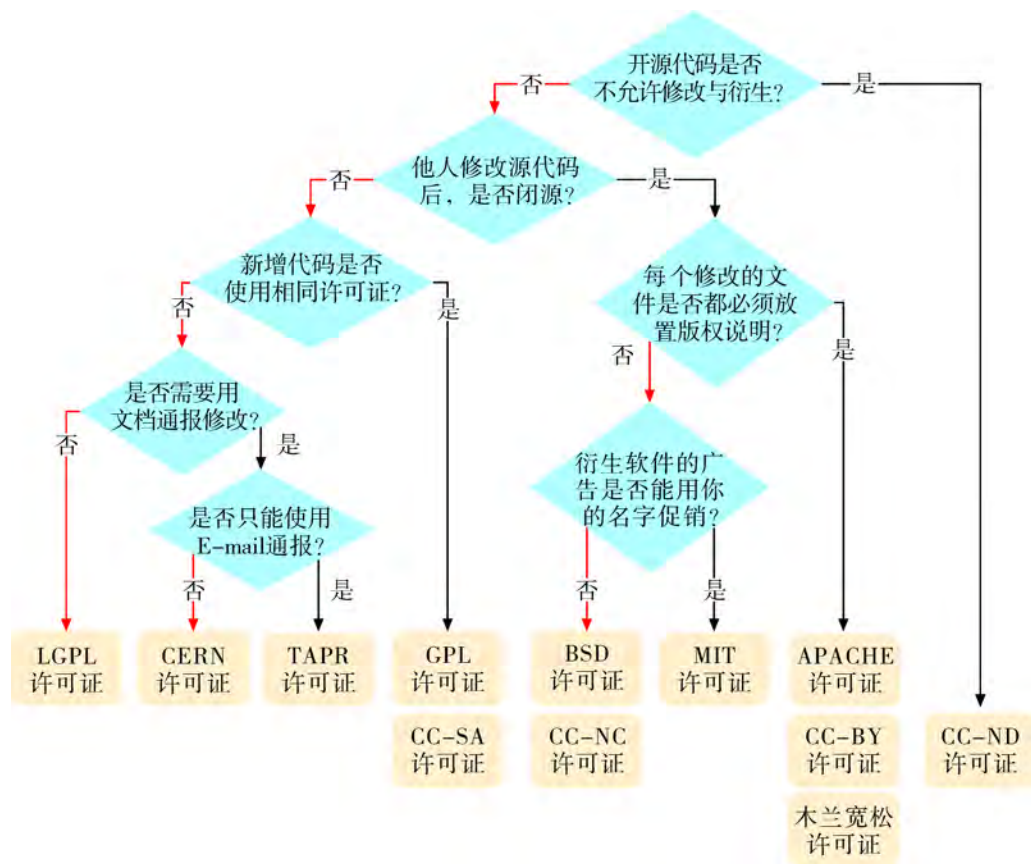 开源代码是否
不允许修改与衍生?
否
是
他人修改源代码
后，是否闭源?
否
是
新增代码是否
使用相同许可证?
否
是
每个修改的文
件是否都必须放
置版权说明?
否
是
是否需要用
文档通报修改?
否
是
衍生软件的广
告是否能用你
的名字促销?
否
是
是否只能使用
E-mail通报?
否
是
LGPL
许可证
CERN
许可证
TAPR
许可证
GPL
许可证
BSD
许可证
MIT
许可证
APACHE
许可证
CC-SA
许可证
CC-NC
许可证
CC-BY
许可证
CC-ND
许可证
木兰宽松
许可证